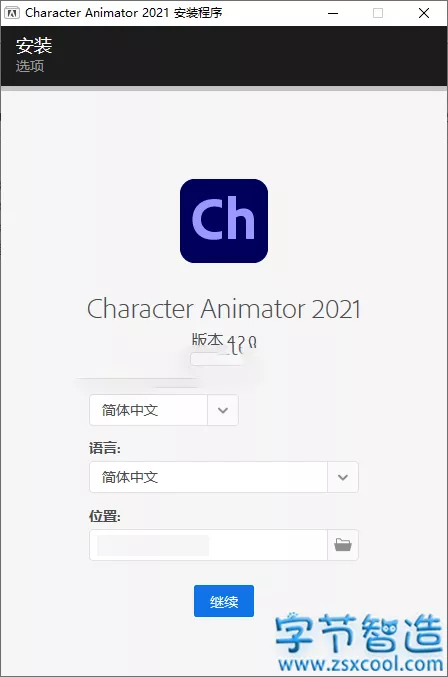 Character Animator 2021 安装程序
安装
选项
Ch
Character Animator 2021
版本
简体中文
语言:
简体中文
位置:
继续
字节智造
www.zsxcool.com